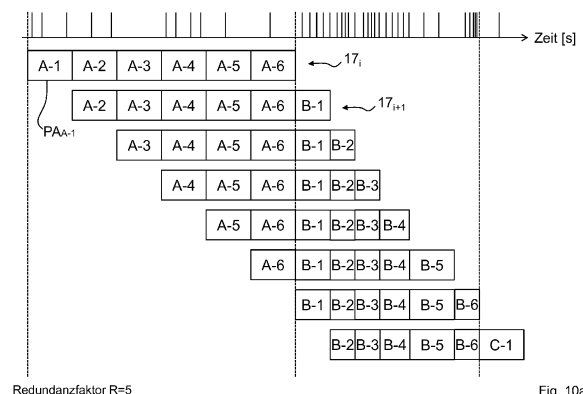 Zeit [s]
A-1 A-2 A-3 A-4 A-5 A-6 17i
PAA-1 A-2 A-3 A-4 A-5 A-6 B-1 17i+1
A-3 A-4 A-5 A-6 B-1 B-2
A-4 A-5 A-6 B-1 B-2 B-3
A-5 A-6 B-1 B-2 B-3 B-4
A-6 B-1 B-2 B-3 B-4 B-5
B-1 B-2 B-3 B-4 B-5 B-6
B-2 B-3 B-4 B-5 B-6 C-1
Redundanzfaktor R=5 Fig. 10a